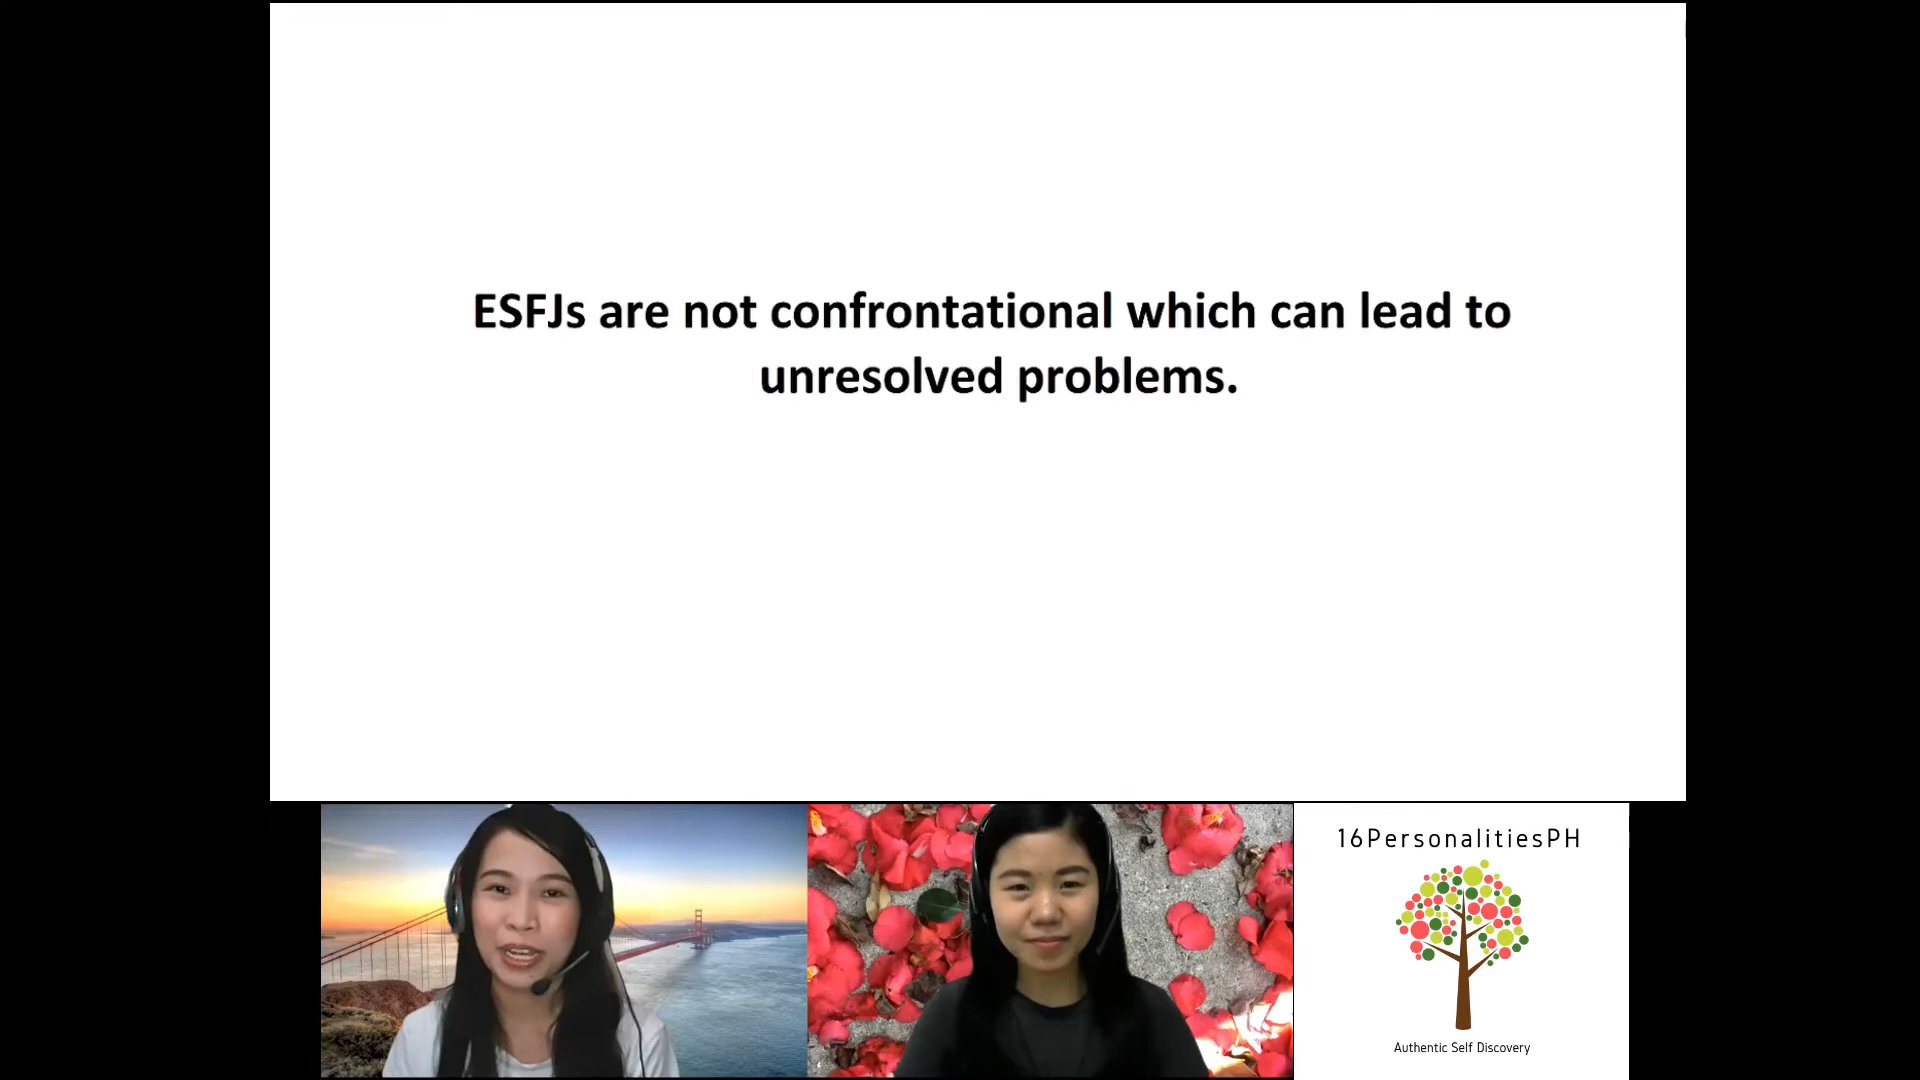 ESFJs are not confrontational which can lead to
unresolved problems.
16PersonalitiesPH
Authentic Self Discovery